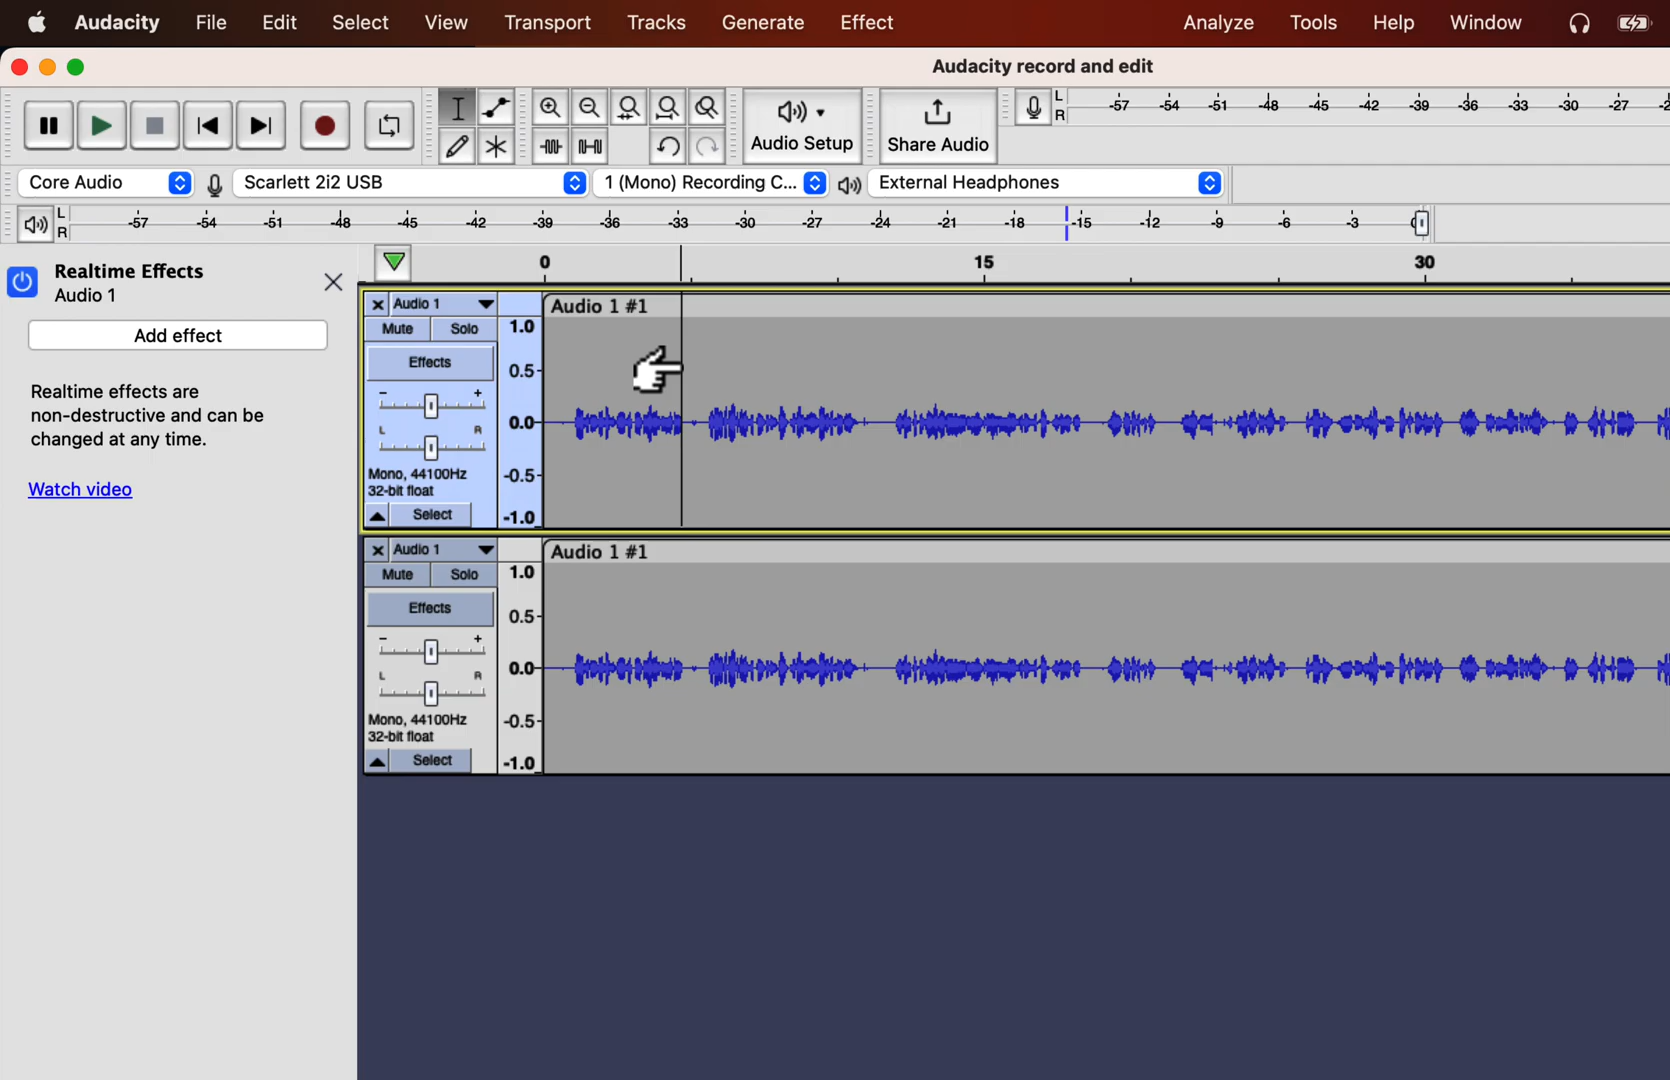 Audacity File Edit Select View Transport Tracks Generate Effect Analyze Tools Help Window
Audacity record and edit
Audio Setup
Share Audio
L
R
-57 -54 -51 -48 -45 -42 -39 -36 -33 -30 -27
Core Audio
Scarlett 2i2 USB
1 (Mono) Recording C...
External Headphones
L
R
-57 -54 -51 -48 -45 -42 -39 -36 -33 -30 -27 -24 -21 -18 -15 -12 -9 -6 -3
Realtime Effects
Audio 1
Add effect
Realtime effects are
non-destructive and can be
changed at any time.
Watch video
0 15 30
Audio 1
Mute Solo
Effects
- +
L R
Mono, 44100Hz
32-bit float
Select
1.0
0.5-
0.0-
-0.5-
-1.0
Audio 1 #1
Audio 1
Mute Solo
Effects
- +
L R
Mono, 44100Hz
32-bit float
Select
1.0
0.5-
0.0-
-0.5-
-1.0
Audio 1 #1